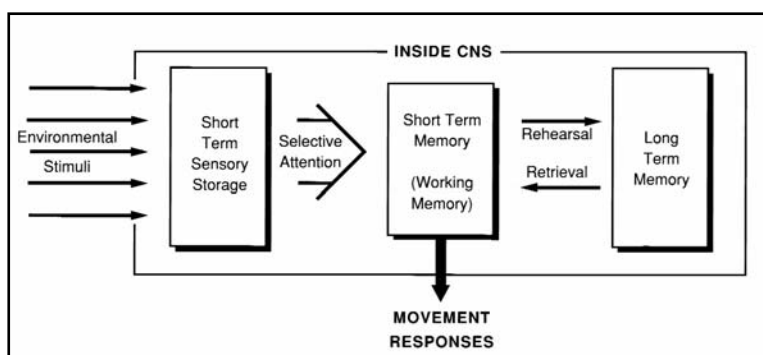 INSIDE CNS
Environmental
Stimuli
Short
Term
Sensory
Storage
Selective
Attention
Short Term
Memory
(Working
Memory)
Rehearsal
Retrieval
Long
Term
Memory
MOVEMENT
RESPONSES